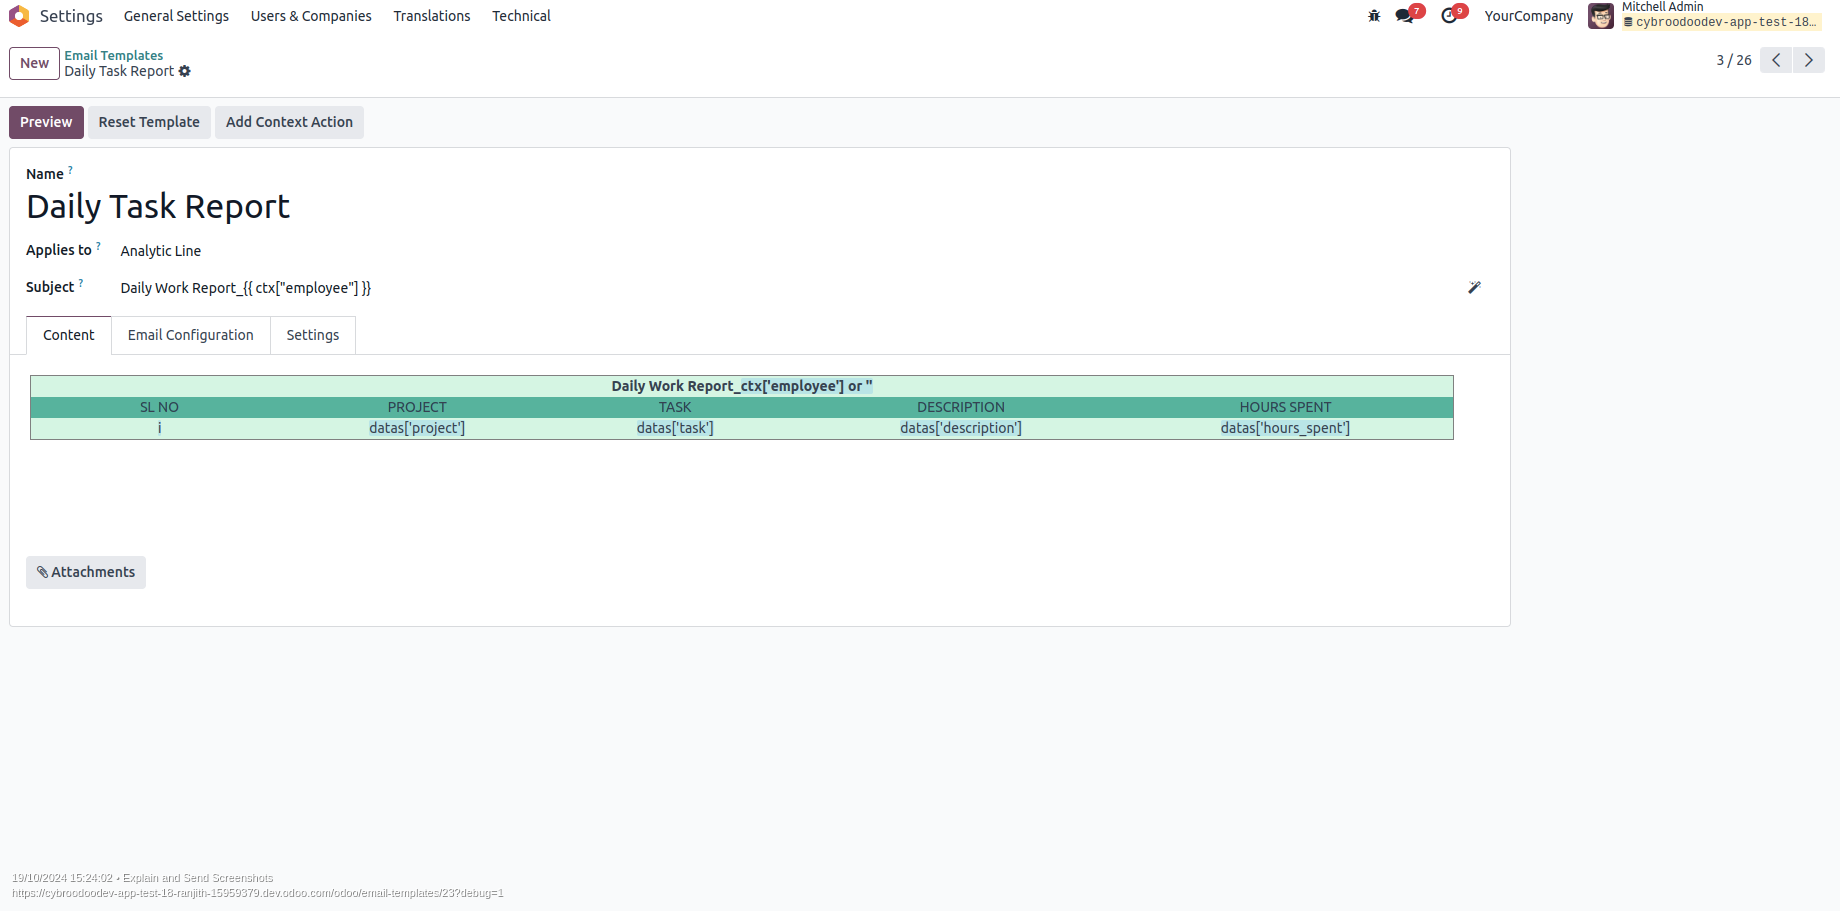 Settings General Settings Users & Companies Translations Technical 7 9 YourCompany Mitchell Admin
cybroodoodev-app-test-18...
New Email Templates
Daily Task Report
3 / 26
Preview Reset Template Add Context Action
Name ?
Daily Task Report
Applies to ? Analytic Line
Subject ? Daily Work Report_{{ ctx["employee"] }}
Content Email Configuration Settings
Daily Work Report_ctx['employee'] or ''
SL NO PROJECT TASK DESCRIPTION HOURS SPENT
i datas['project'] datas['task'] datas['description'] datas['hours_spent']
Attachments
19/10/2024 15:24:02 • Explain and Send Screenshots
https://cybroodoodev-app-test-18-ranjith-15959379.dev.odoo.com/odoo/email-templates/23?debug=1